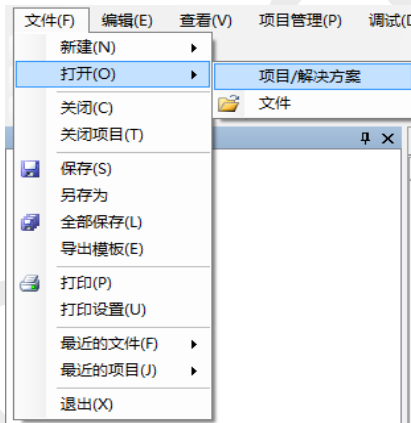 文件(F) 编辑(E) 查看(V) 项目管理(P) 调试(D
新建(N)
打开(O)
项目/解决方案
文件
关闭(C)
关闭项目(T)
保存(S)
另存为
全部保存(L)
导出模板(E)
打印(P)
打印设置(U)
最近的文件(F)
最近的项目(J)
退出(X)